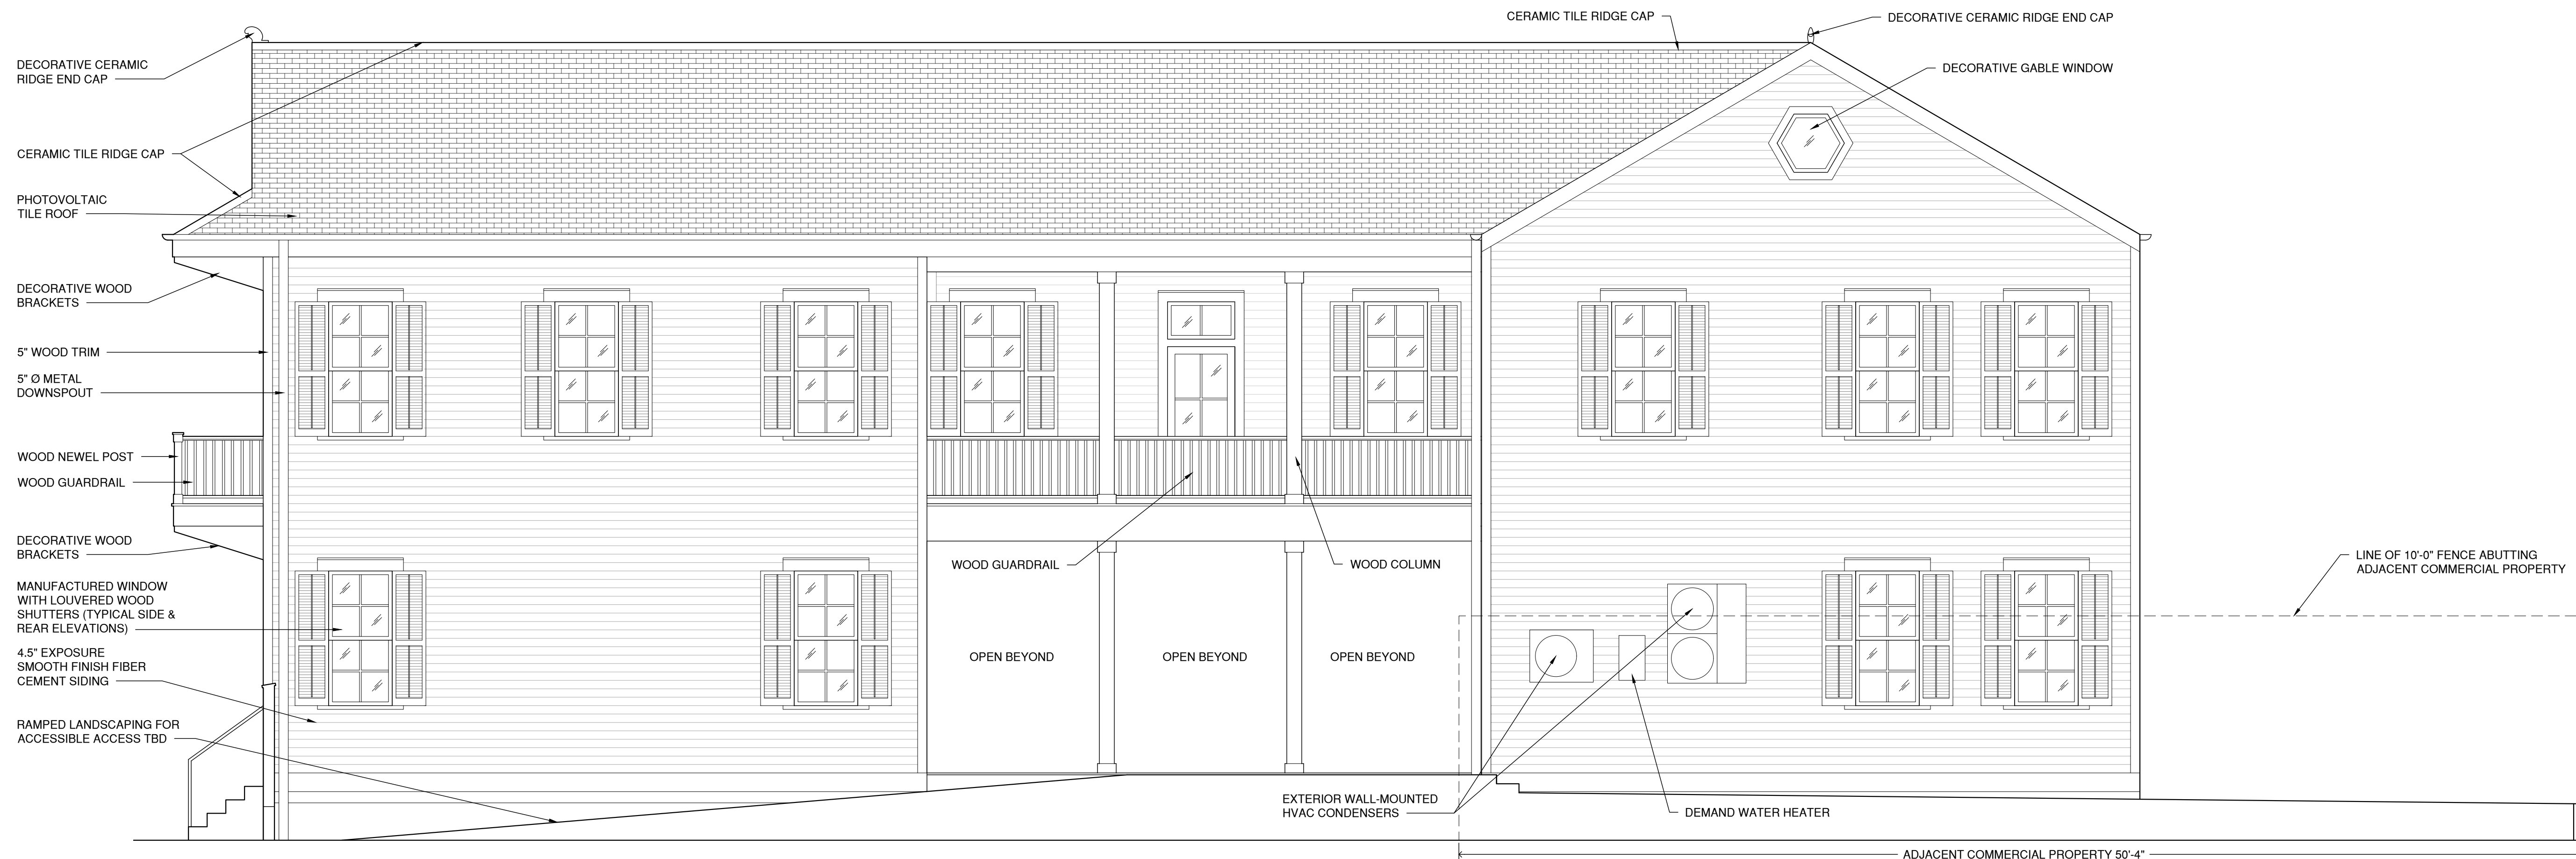 CERAMIC TILE RIDGE CAP
DECORATIVE CERAMIC RIDGE END CAP
DECORATIVE GABLE WINDOW
DECORATIVE CERAMIC
RIDGE END CAP
CERAMIC TILE RIDGE CAP
PHOTOVOLTAIC
TILE ROOF
DECORATIVE WOOD
BRACKETS
5" WOOD TRIM
5" Ø METAL
DOWNSPOUT
WOOD NEWEL POST
WOOD GUARDRAIL
DECORATIVE WOOD
BRACKETS
MANUFACTURED WINDOW
WITH LOUVERED WOOD
SHUTTERS (TYPICAL SIDE &
REAR ELEVATIONS)
4.5" EXPOSURE
SMOOTH FINISH FIBER
CEMENT SIDING
RAMPED LANDSCAPING FOR
ACCESSIBLE ACCESS TBD
WOOD GUARDRAIL
WOOD COLUMN
OPEN BEYOND
OPEN BEYOND
OPEN BEYOND
LINE OF 10'-0" FENCE ABUTTING
ADJACENT COMMERCIAL PROPERTY
EXTERIOR WALL-MOUNTED
HVAC CONDENSERS
DEMAND WATER HEATER
ADJACENT COMMERCIAL PROPERTY 50'-4"